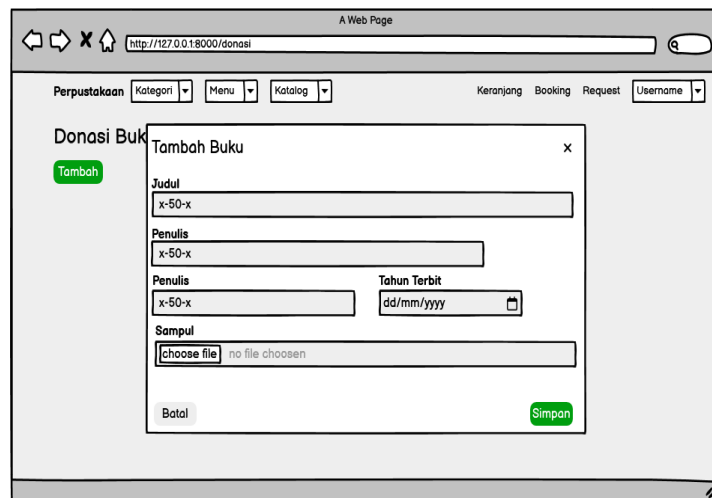 A Web Page
http://127.0.0.1:8000/donasi
Perpustakaan Kategori Menu Katalog Keranjang Booking Request Username
Donasi Buk
Tambah
Tambah Buku x
Judul
x-50-x
Penulis
x-50-x
Penulis Tahun Terbit
x-50-x dd/mm/yyyy
Sampul
choose file no file choosen
Batal Simpan